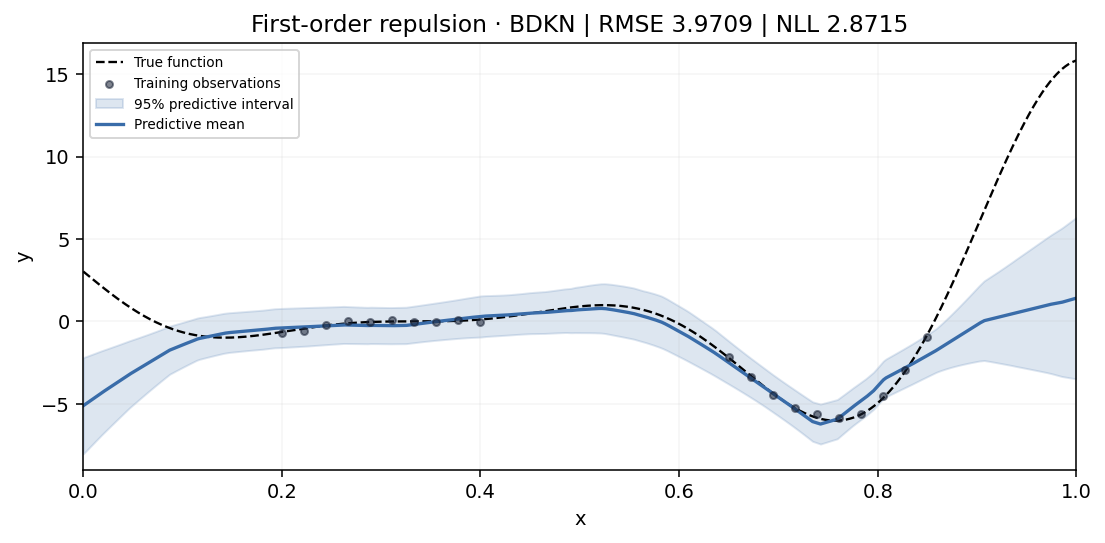 First-order repulsion · BDKN | RMSE 3.9709 | NLL 2.8715
True function
Training observations
95% predictive interval
Predictive mean
15
10
5
0
−5
y
0.0 0.2 0.4 0.6 0.8 1.0
x